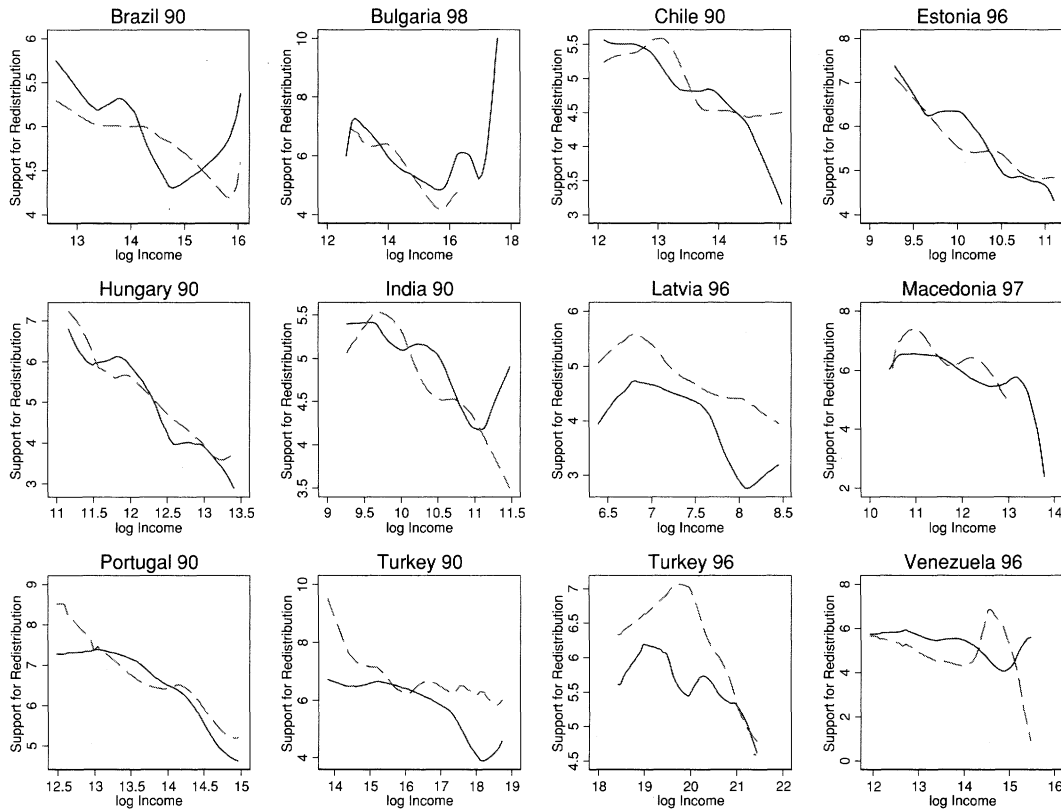 Brazil 90
Support for Redistribution
6
5.5
5
4.5
4
13 14 15 16
log Income
Bulgaria 98
Support for Redistribution
10
8
6
4
12 14 16 18
log Income
Chile 90
Support for Redistribution
5.5
5
4.5
4
3.5
3
12 13 14 15
log Income
Estonia 96
Support for Redistribution
8
7
6
5
4
9 9.5 10 10.5 11
log Income
Hungary 90
Support for Redistribution
7
6
5
4
3
11 11.5 12 12.5 13 13.5
log Income
India 90
Support for Redistribution
5.5
5
4.5
4
3.5
9 9.5 10 10.5 11 11.5
log Income
Latvia 96
Support for Redistribution
6
5
4
3
6.5 7 7.5 8 8.5
log Income
Macedonia 97
Support for Redistribution
8
6
4
2
10 11 12 13 14
log Income
Portugal 90
Support for Redistribution
9
8
7
6
5
12.5 13 13.5 14 14.5 15
log Income
Turkey 90
Support for Redistribution
10
8
6
4
14 15 16 17 18 19
log Income
Turkey 96
Support for Redistribution
7
6.5
6
5.5
5
4.5
18 19 20 21 22
log Income
Venezuela 96
Support for Redistribution
8
6
4
2
0
12 13 14 15 16
log Income